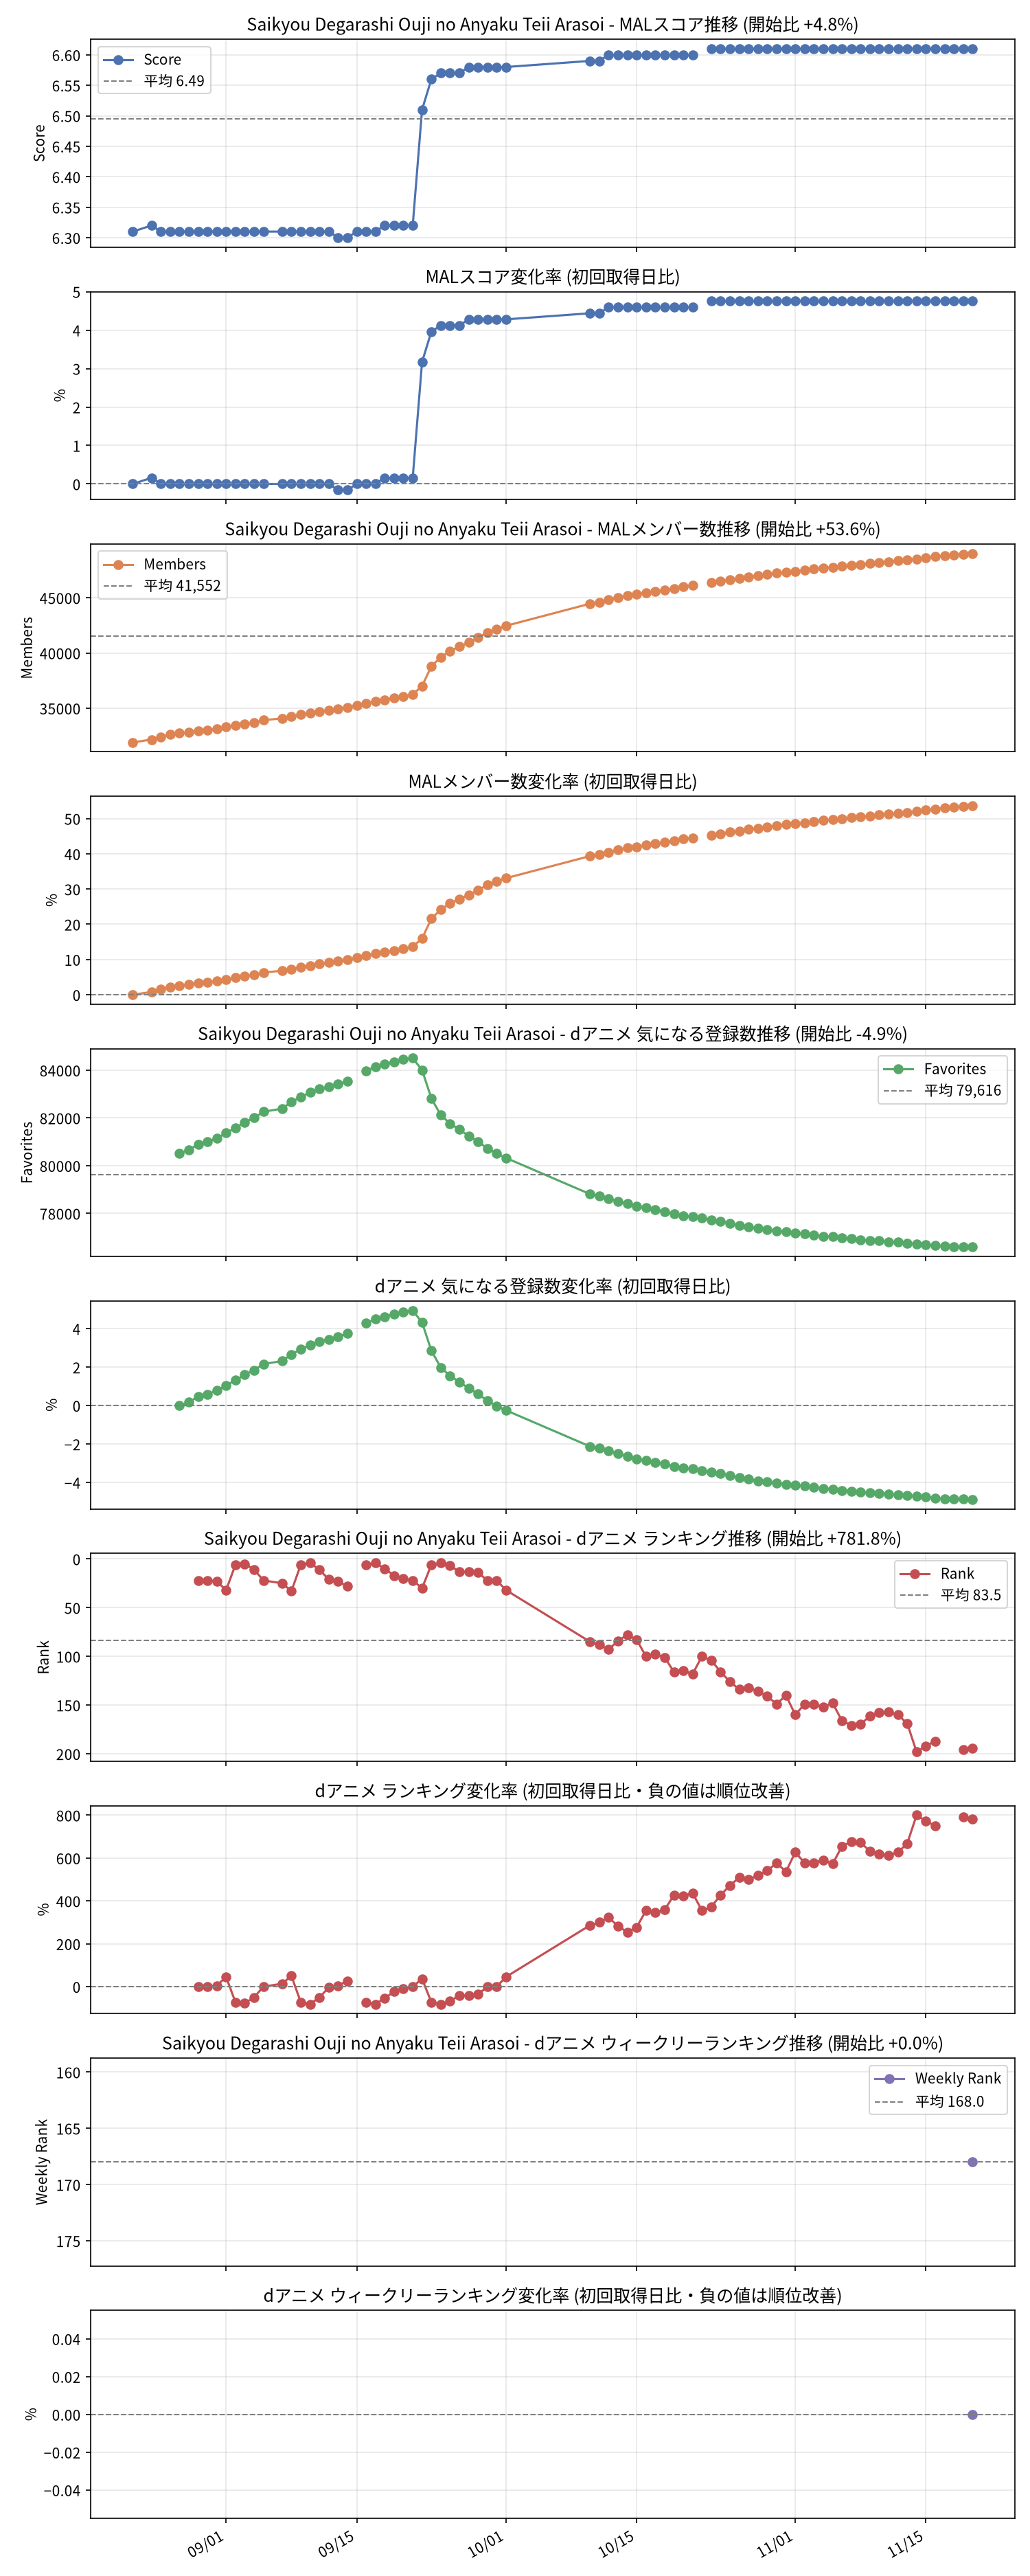 Saikyou Degarashi Ouji no Anyaku Teii Arasoi - MALスコア推移 (開始比 +4.8%)
Score
平均 6.49
6.60
6.55
6.50
6.45
6.40
6.35
6.30
Score
MALスコア変化率 (初回取得日比)
5
4
3
2
1
0
%
Saikyou Degarashi Ouji no Anyaku Teii Arasoi - MALメンバー数推移 (開始比 +53.6%)
Members
平均 41,552
45000
40000
35000
Members
MALメンバー数変化率 (初回取得日比)
50
40
30
20
10
0
%
Saikyou Degarashi Ouji no Anyaku Teii Arasoi - dアニメ 気になる登録数推移 (開始比 -4.9%)
Favorites
平均 79,616
84000
82000
80000
78000
Favorites
dアニメ 気になる登録数変化率 (初回取得日比)
4
2
0
−2
−4
%
Saikyou Degarashi Ouji no Anyaku Teii Arasoi - dアニメ ランキング推移 (開始比 +781.8%)
Rank
平均 83.5
0
50
100
150
200
Rank
dアニメ ランキング変化率 (初回取得日比・負の値は順位改善)
800
600
400
200
0
%
Saikyou Degarashi Ouji no Anyaku Teii Arasoi - dアニメ ウィークリーランキング推移 (開始比 +0.0%)
Weekly Rank
平均 168.0
160
165
170
175
Weekly Rank
dアニメ ウィークリーランキング変化率 (初回取得日比・負の値は順位改善)
0.04
0.02
0.00
−0.02
−0.04
%
09/01
09/15
10/01
10/15
11/01
11/15